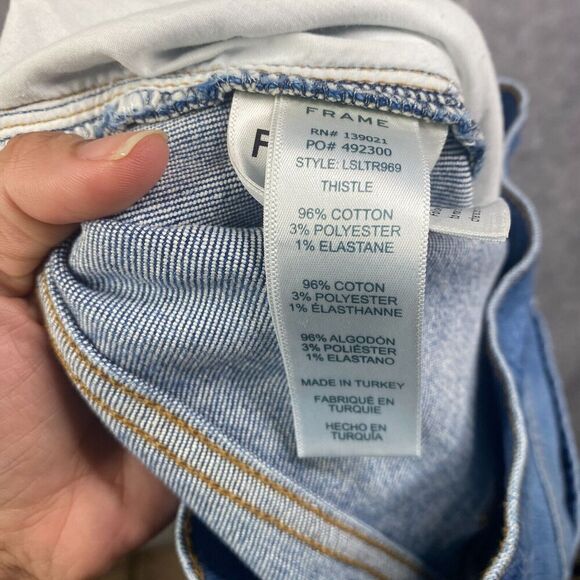 FRAME
RN# 139021
PO# 492300
STYLE: LSLTR969
THISTLE
96% COTTON
3% POLYESTER
1% ELASTANE
96% COTON
3% POLYESTER
1% ÉLASTHANNE
96% ALGODÓN
3% POLIÉSTER
1% ELASTANO
MADE IN TURKEY
FABRIQUÉ EN
TURQUIE
HECHO EN
TURQUÍA
F